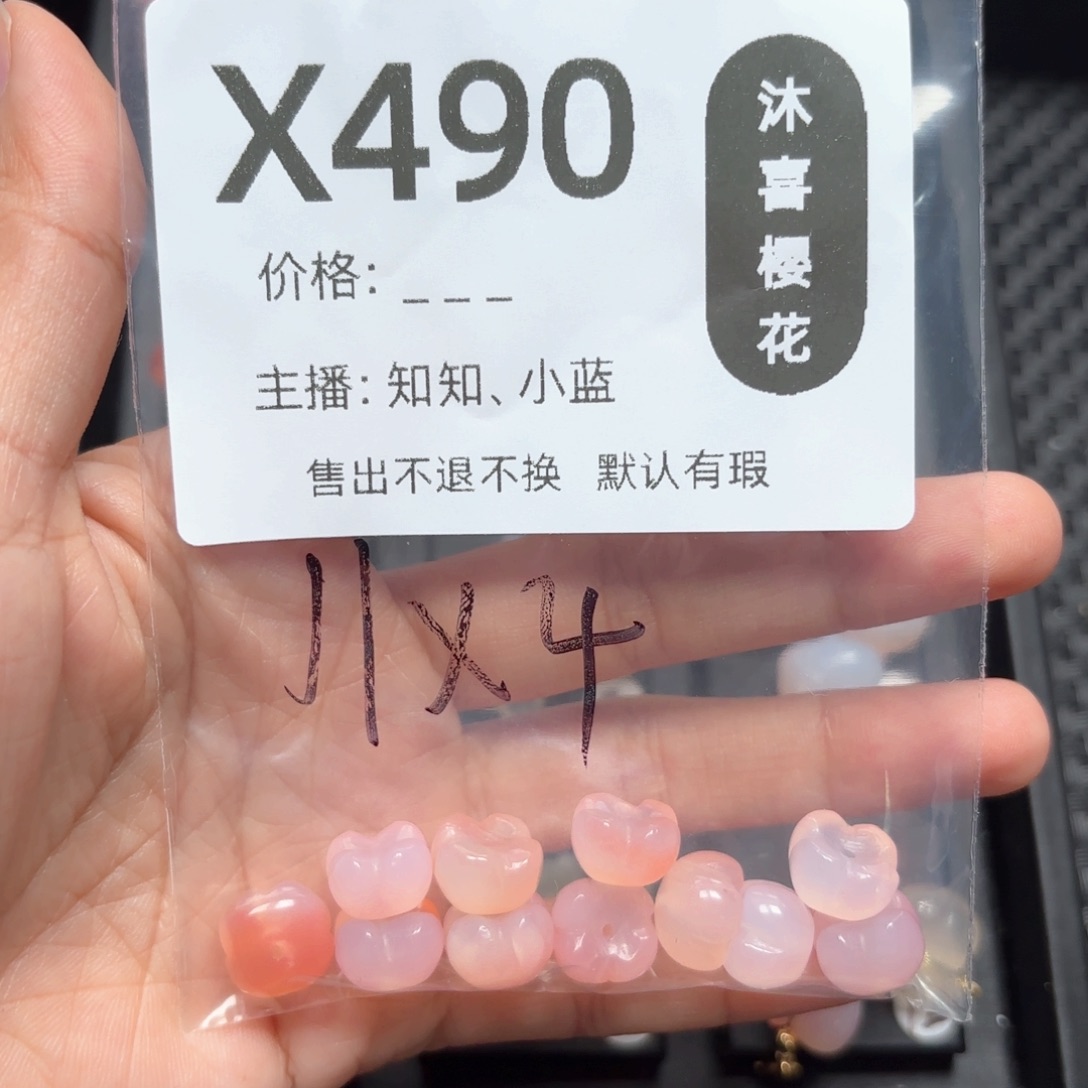 X490
沐喜樱花
价格: _ _ _
主播: 知知、小蓝
售出不退不换 默认有瑕
11x4